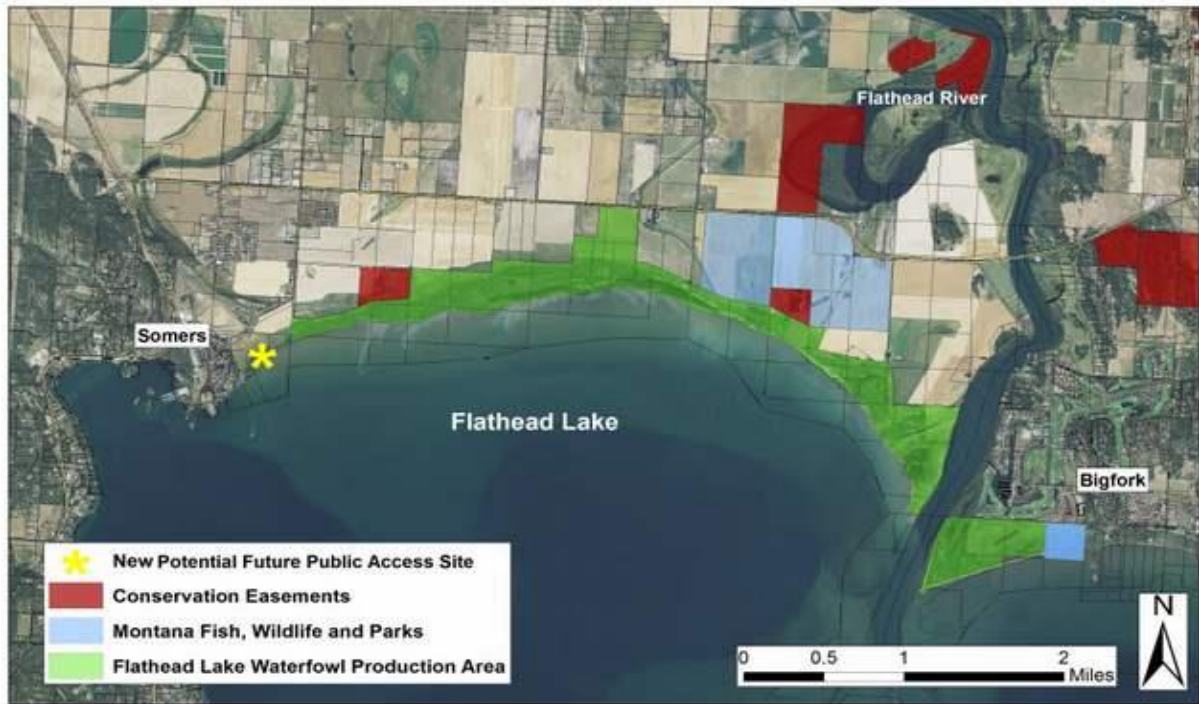 Flathead River
Somers
Flathead Lake
Bigfork
New Potential Future Public Access Site
Conservation Easements
Montana Fish, Wildlife and Parks
Flathead Lake Waterfowl Production Area
N
0 0.5 1 2
Miles